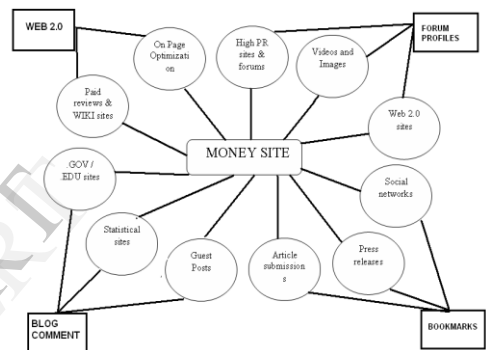 WEB 2.0
FORUM
PROFILES
On Page
Optimizati
on
High PR
sites &
forums
Videos and
Images
Paid
reviews &
WIKI sites
Web 2.0
sites
MONEY SITE
.GOV /
.EDU sites
Social
networks
Statistical
sites
Guest
Posts
Article
submission
s
Press
releases
BLOG
COMMENT
BOOKMARKS